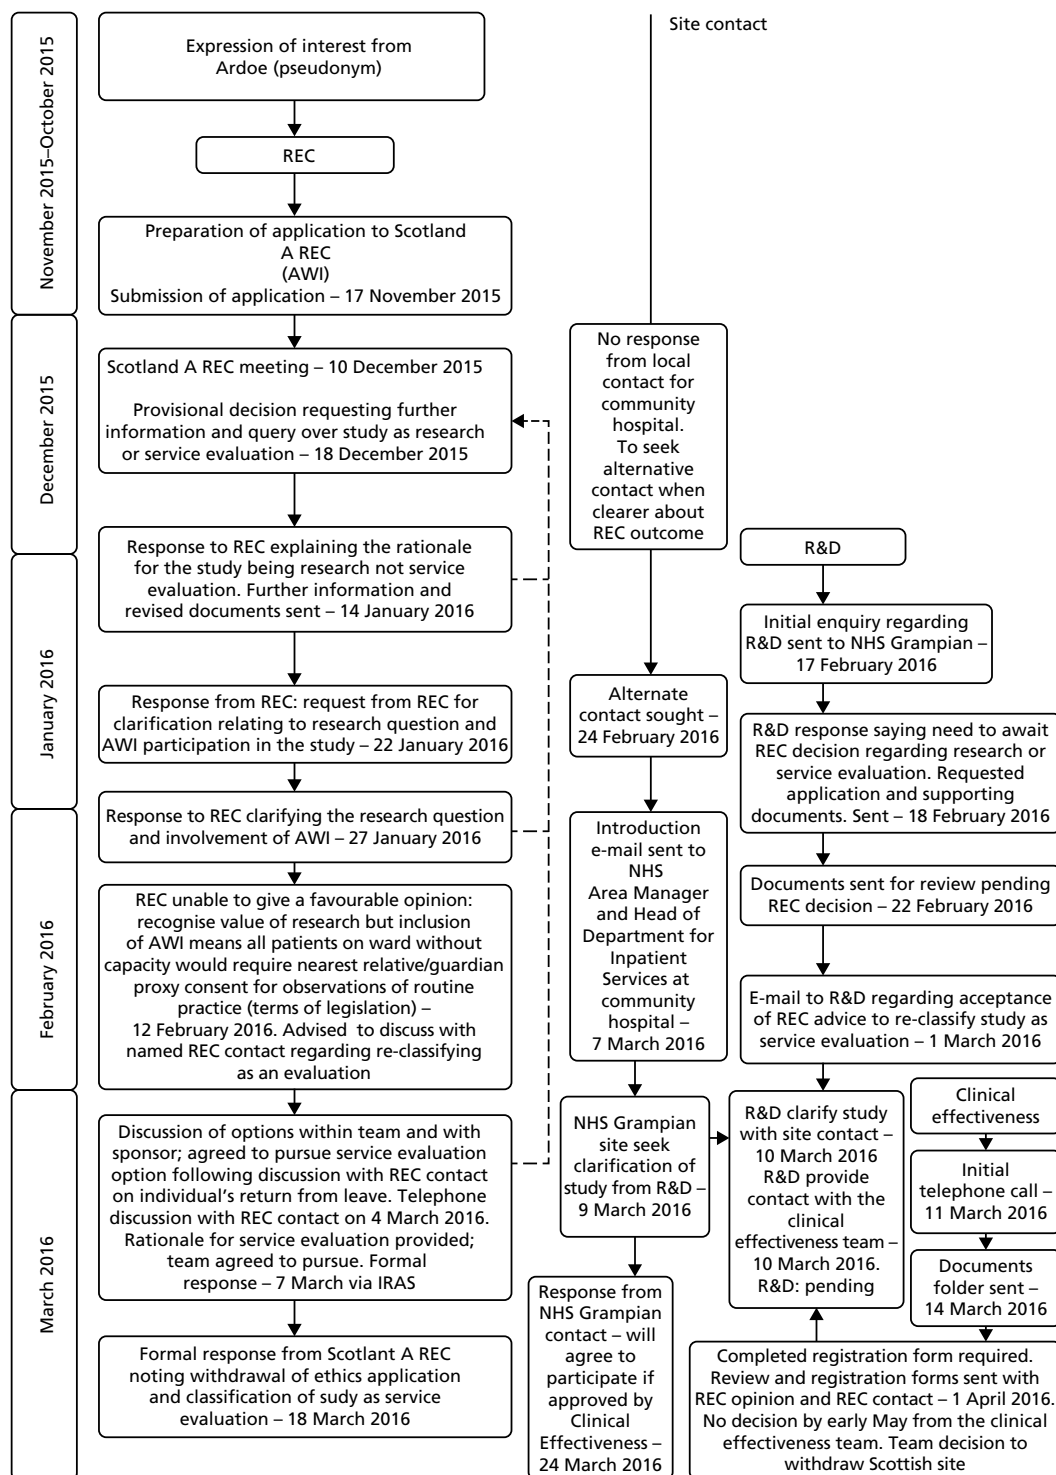 November 2015–October 2015
Expression of interest from
Ardoe (pseudonym)
REC
Preparation of application to Scotland
A REC
(AWI)
Submission of application – 17 November 2015
December 2015
Scotland A REC meeting – 10 December 2015
Provisional decision requesting further
information and query over study as research
or service evaluation – 18 December 2015
January 2016
Response to REC explaining the rationale
for the study being research not service
evaluation. Further information and
revised documents sent – 14 January 2016
Response from REC: request from REC for
clarification relating to research question and
AWI participation in the study – 22 January 2016
February 2016
Response to REC clarifying the research question
and involvement of AWI – 27 January 2016
REC unable to give a favourable opinion:
recognise value of research but inclusion
of AWI means all patients on ward without
capacity would require nearest relative/guardian
proxy consent for observations of routine
practice (terms of legislation) –
12 February 2016. Advised to discuss with
named REC contact regarding re-classifying
as an evaluation
March 2016
Discussion of options within team and with
sponsor; agreed to pursue service evaluation
option following discussion with REC contact
on individual's return from leave. Telephone
discussion with REC contact on 4 March 2016.
Rationale for service evaluation provided;
team agreed to pursue. Formal
response – 7 March via IRAS
Formal response from Scotlant A REC
noting withdrawal of ethics application
and classification of sudy as service
evaluation – 18 March 2016
Site contact
No response
from local
contact for
community
hospital.
To seek
alternative
contact when
clearer about
REC outcome
Alternate
contact sought –
24 February 2016
Introduction
e-mail sent to
NHS
Area Manager
and Head of
Department for
Inpatient
Services at
community
hospital –
7 March 2016
NHS Grampian
site seek
clarification of
study from R&D –
9 March 2016
Response from
NHS Grampian
contact – will
agree to
participate if
approved by
Clinical
Effectiveness –
24 March 2016
R&D
Initial enquiry regarding
R&D sent to NHS Grampian –
17 February 2016
R&D response saying need to await
REC decision regarding research or
service evaluation. Requested
application and supporting
documents. Sent – 18 February 2016
Documents sent for review pending
REC decision – 22 February 2016
E-mail to R&D regarding acceptance
of REC advice to re-classify study as
service evaluation – 1 March 2016
R&D clarify study
with site contact –
10 March 2016
R&D provide
contact with the
clinical
effectiveness team –
10 March 2016.
R&D: pending
Clinical
effectiveness
Initial
telephone call –
11 March 2016
Documents
folder sent –
14 March 2016
Completed registration form required.
Review and registration forms sent with
REC opinion and REC contact – 1 April 2016.
No decision by early May from the clinical
effectiveness team. Team decision to
withdraw Scottish site